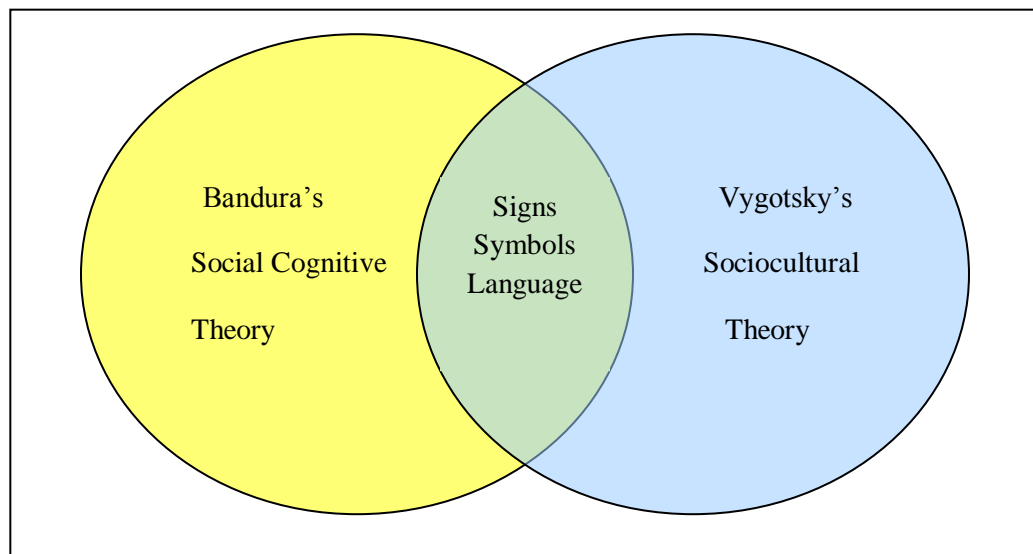 Bandura’s
Social Cognitive
Theory
Signs
Symbols
Language
Vygotsky’s
Sociocultural
Theory